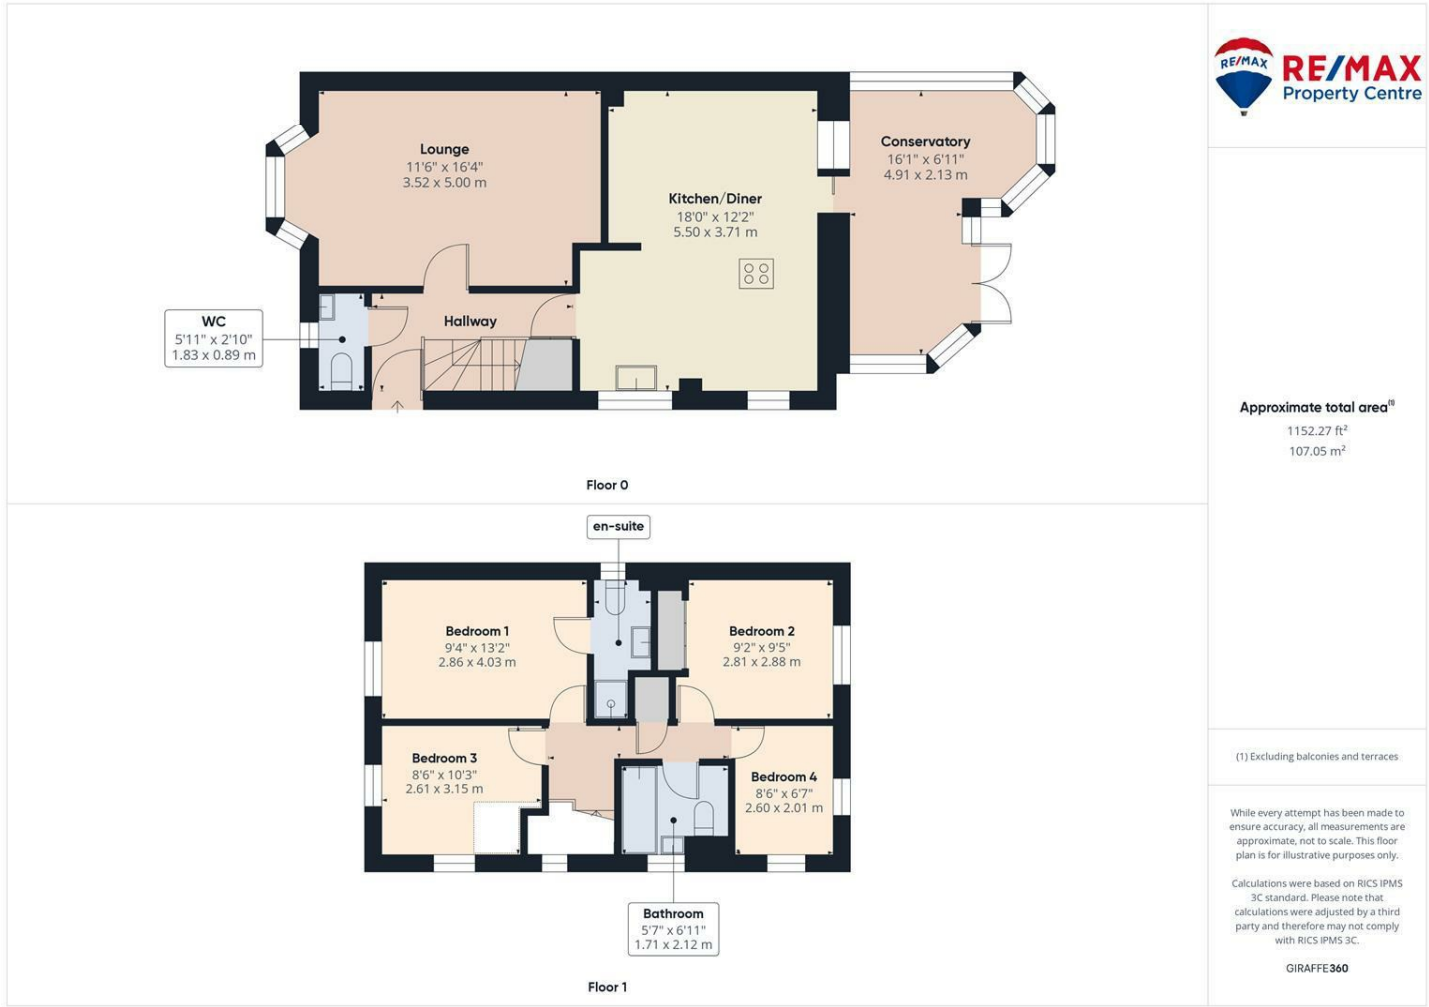 Lounge
11'6" x 16'4"
3.52 x 5.00 m
Kitchen/Diner
18'0" x 12'2"
5.50 x 3.71 m
Conservatory
16'1" x 6'11"
4.91 x 2.13 m
WC
5'11" x 2'10"
1.83 x 0.89 m
Hallway
Floor 0
en-suite
Bedroom 1
9'4" x 13'2"
2.86 x 4.03 m
Bedroom 2
9'2" x 9'5"
2.81 x 2.88 m
Bedroom 3
8'6" x 10'3"
2.61 x 3.15 m
Bedroom 4
8'6" x 6'7"
2.60 x 2.01 m
Bathroom
5'7" x 6'11"
1.71 x 2.12 m
Floor 1
RE/MAX
RE/MAX
Property Centre
Approximate total area⁽¹⁾
1152.27 ft²
107.05 m²
(1) Excluding balconies and terraces
While every attempt has been made to
ensure accuracy, all measurements are
approximate, not to scale. This floor
plan is for illustrative purposes only.
Calculations were based on RICS IPMS
3C standard. Please note that
calculations were adjusted by a third
party and therefore may not comply
with RICS IPMS 3C.
GIRAFFE360